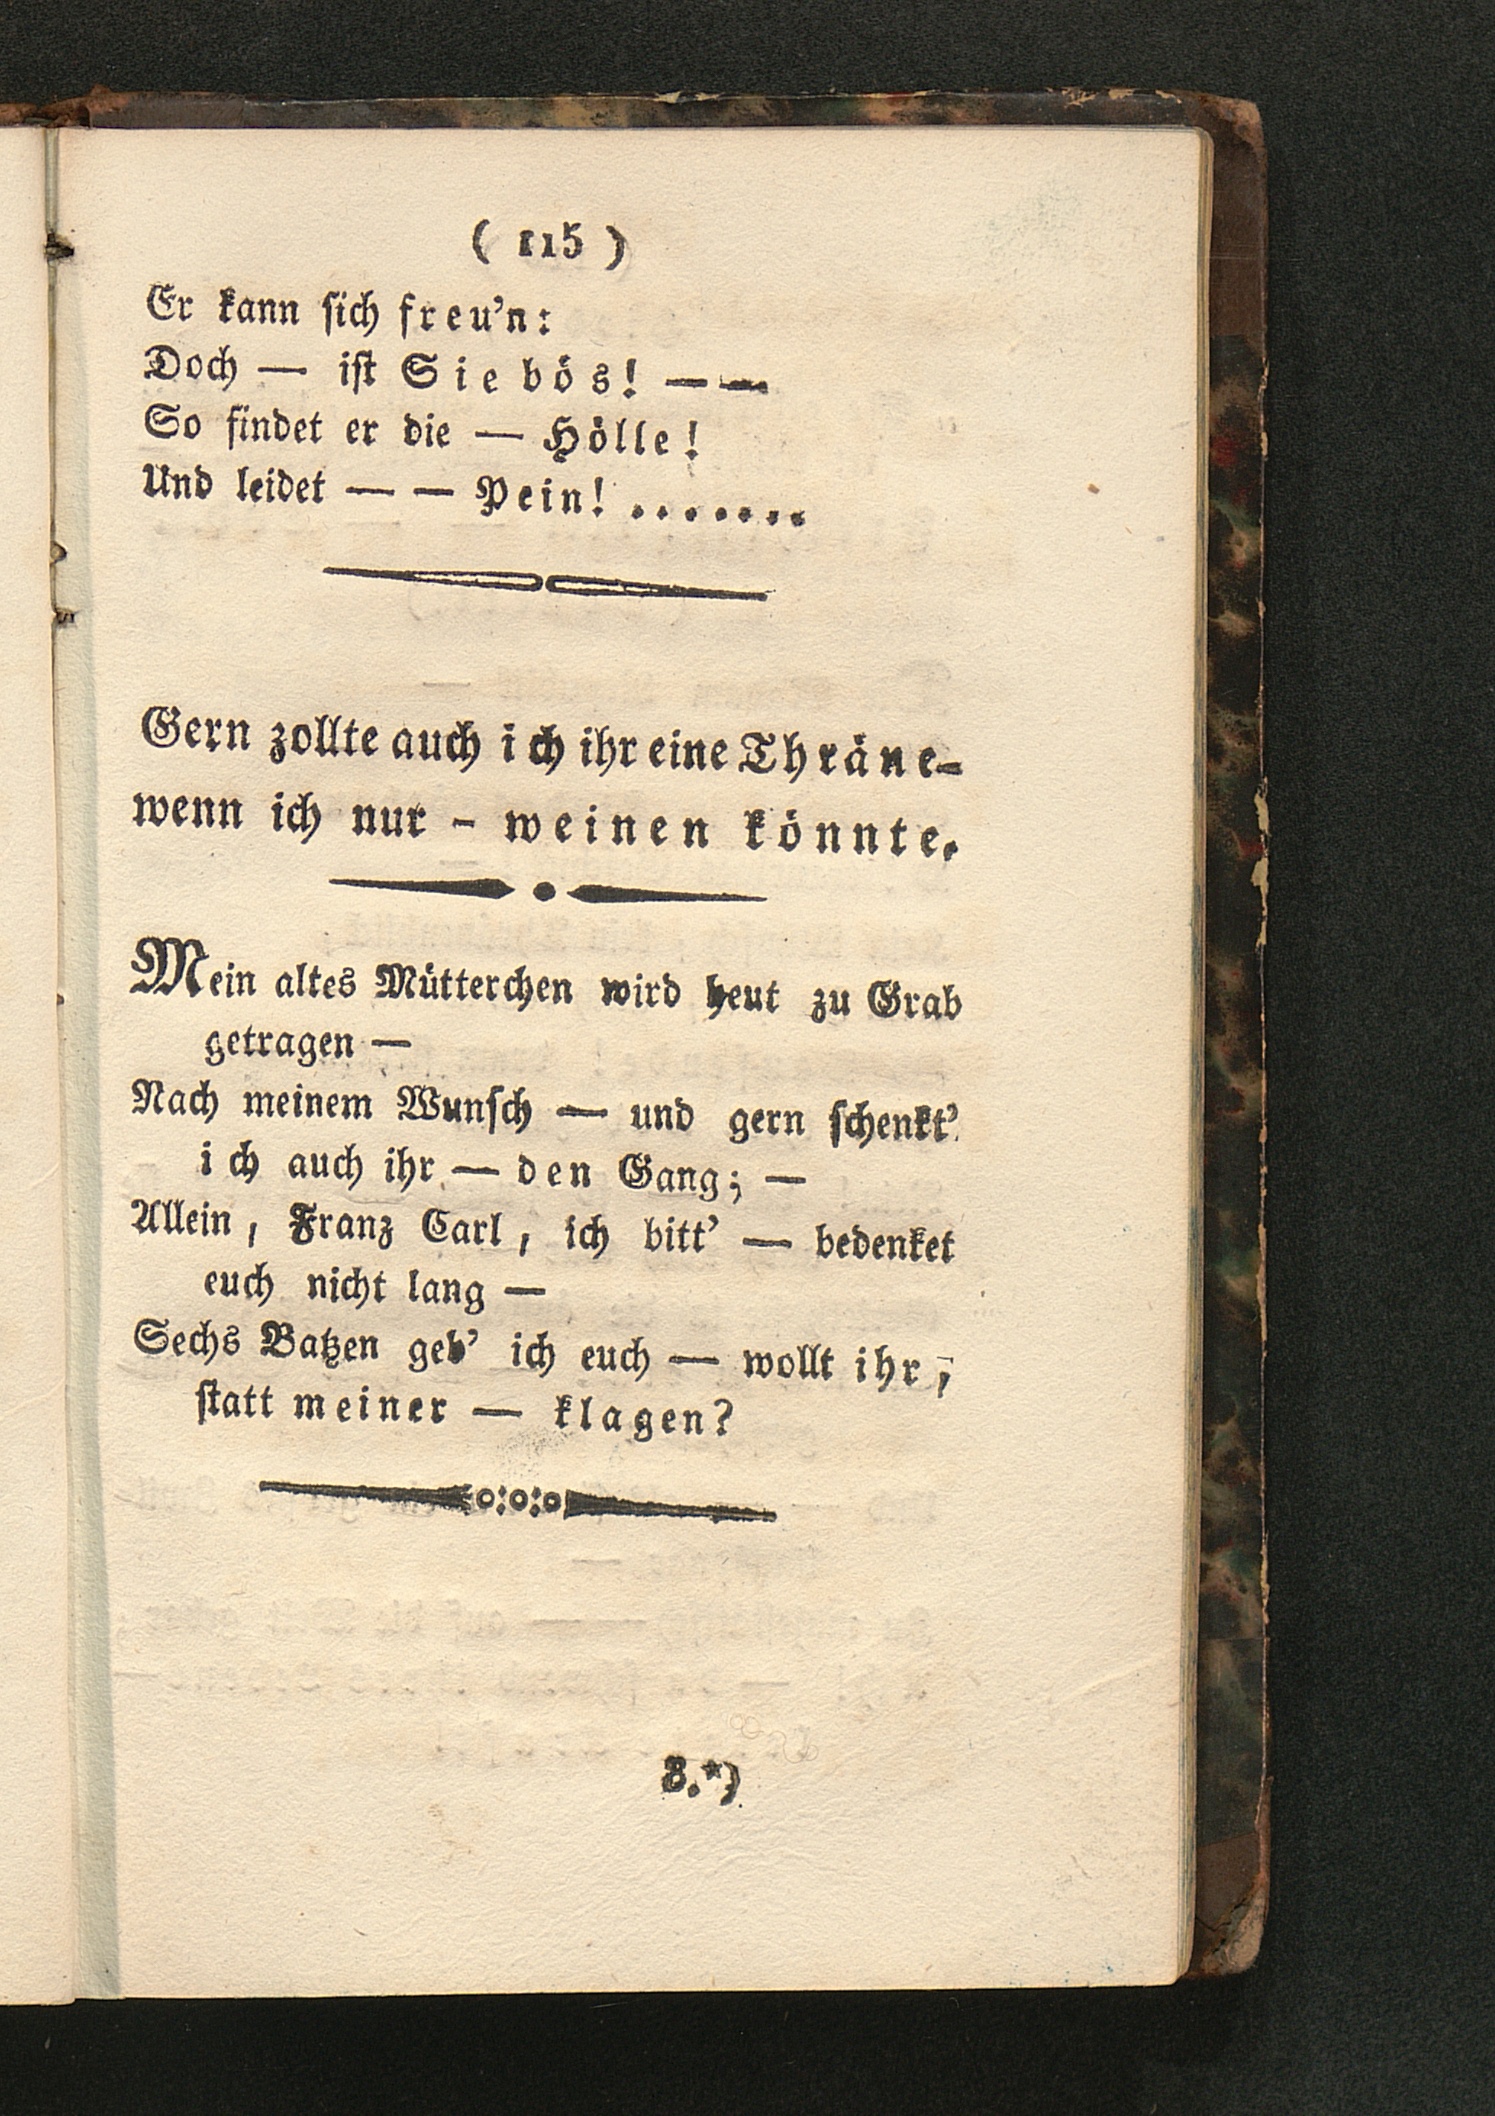 ( 115 )
Er kann sich freu'n:
Doch — ist Sie bös! — —
So findet er die — Hölle!
Und leidet — — Pein! .......
Gern zollte auch ich ihr eine Thräne-
wenn ich nur - weinen könnte.
Mein altes Mütterchen wird heut zu Grab
getragen —
Nach meinem Wunsch — und gern schenkt'
ich auch ihr — den Gang; —
Allein, Franz Carl, ich bitt' — bedenket
euch nicht lang —
Sechs Batzen geb' ich euch — wollt ihr,
statt meiner — klagen?
8.*)